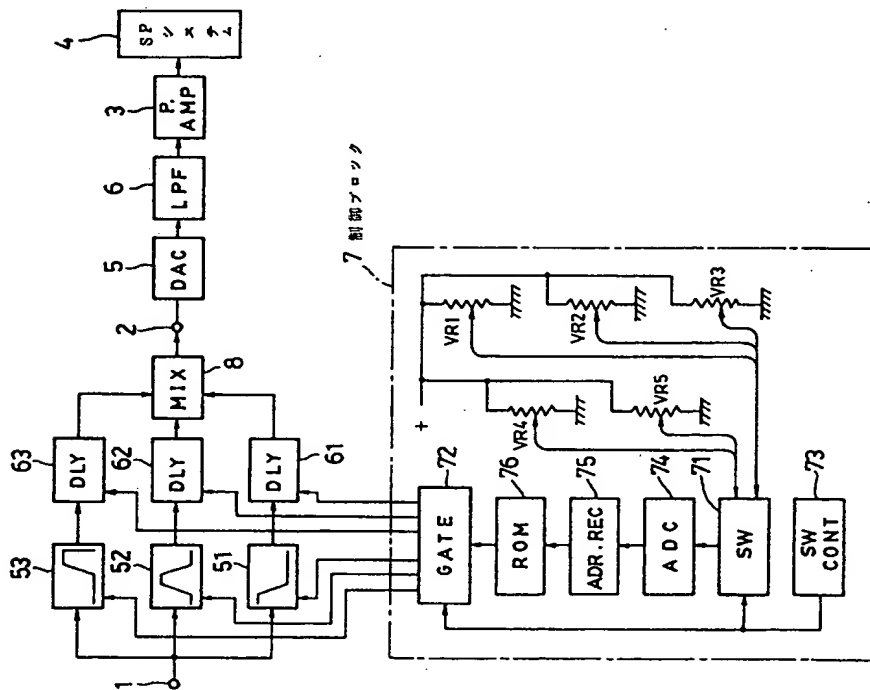 4
SP
システム
3
P.
AMP
6
LPF
5
DAC
2
8
MIX
63
DLY
62
DLY
61
DLY
53
52
51
1
7 制御ブロック
+
VR1
VR2
VR3
VR4
VR5
72
GATE
76
ROM
75
ADR.REC
74
ADC
71
SW
73
SW
CONT